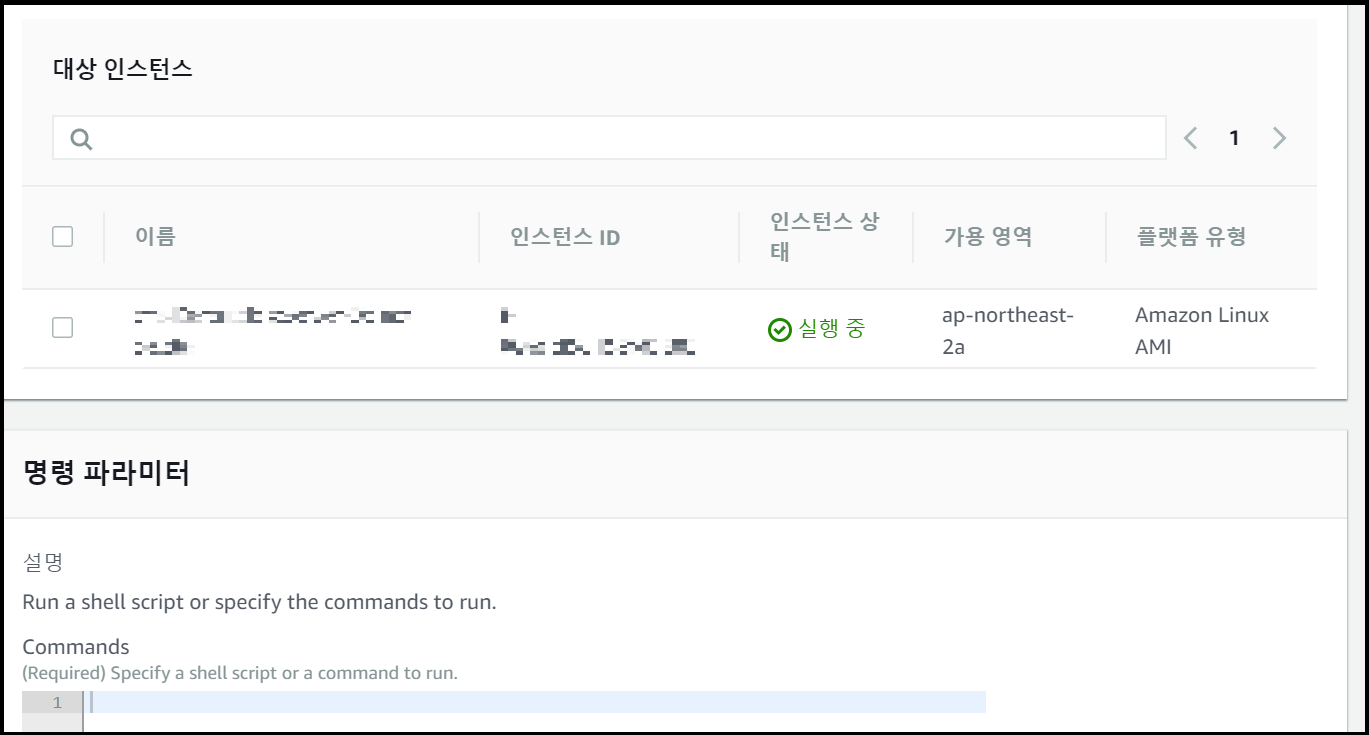 대상 인스턴스
1
이름
인스턴스 ID
인스턴스 상
태
가용 영역
플랫폼 유형
실행 중
ap-northeast-
2a
Amazon Linux
AMI
명령 파라미터
설명
Run a shell script or specify the commands to run.
Commands
(Required) Specify a shell script or a command to run.
1